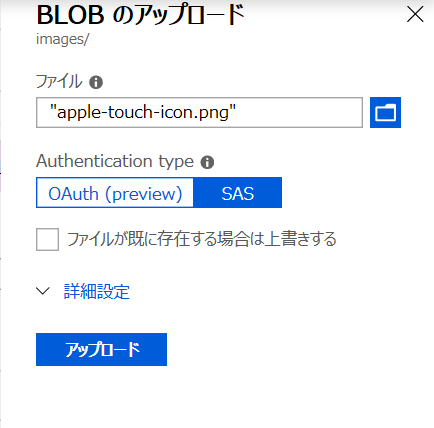 BLOB のアップロード
images/
ファイル
"apple-touch-icon.png"
Authentication type
OAuth (preview) SAS
ファイルが既に存在する場合は上書きする
詳細設定
アップロード